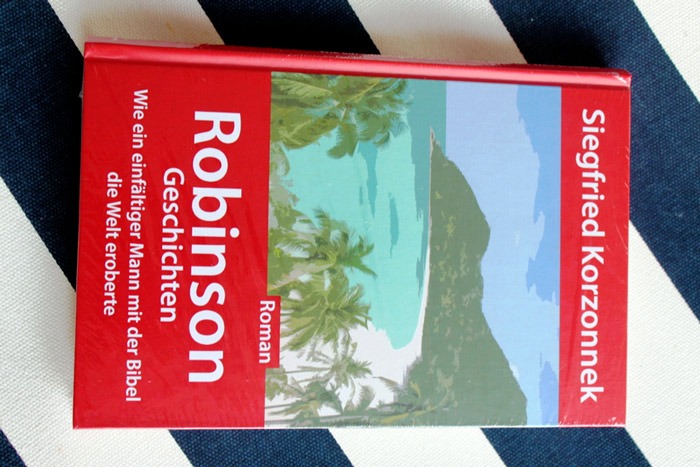 Siegfried Korzonnek
Roman
Robinson
Geschichten
Wie ein einfältiger Mann mit der Bibel
die Welt eroberte